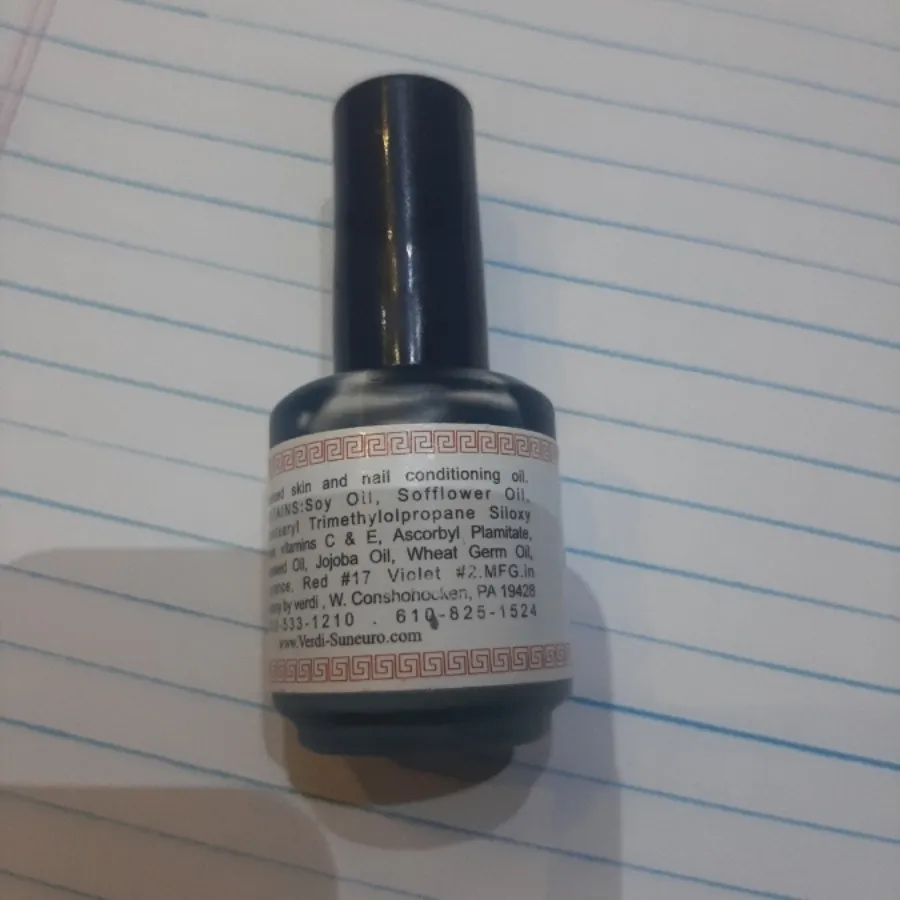 skin and nail conditioning oil.
Soy Oil, Sofflower Oil,
Trimethylolpropane Siloxy
vitamins C & E, Ascorbyl Plamitate,
Oil, Jojoba Oil, Wheat Germ Oil,
Red #17 Violet #2.MFG.in
by verdi , W. Conshohocken, PA 19428
-533-1210 . 610-825-1524
www.Verdi-Suneuro.com